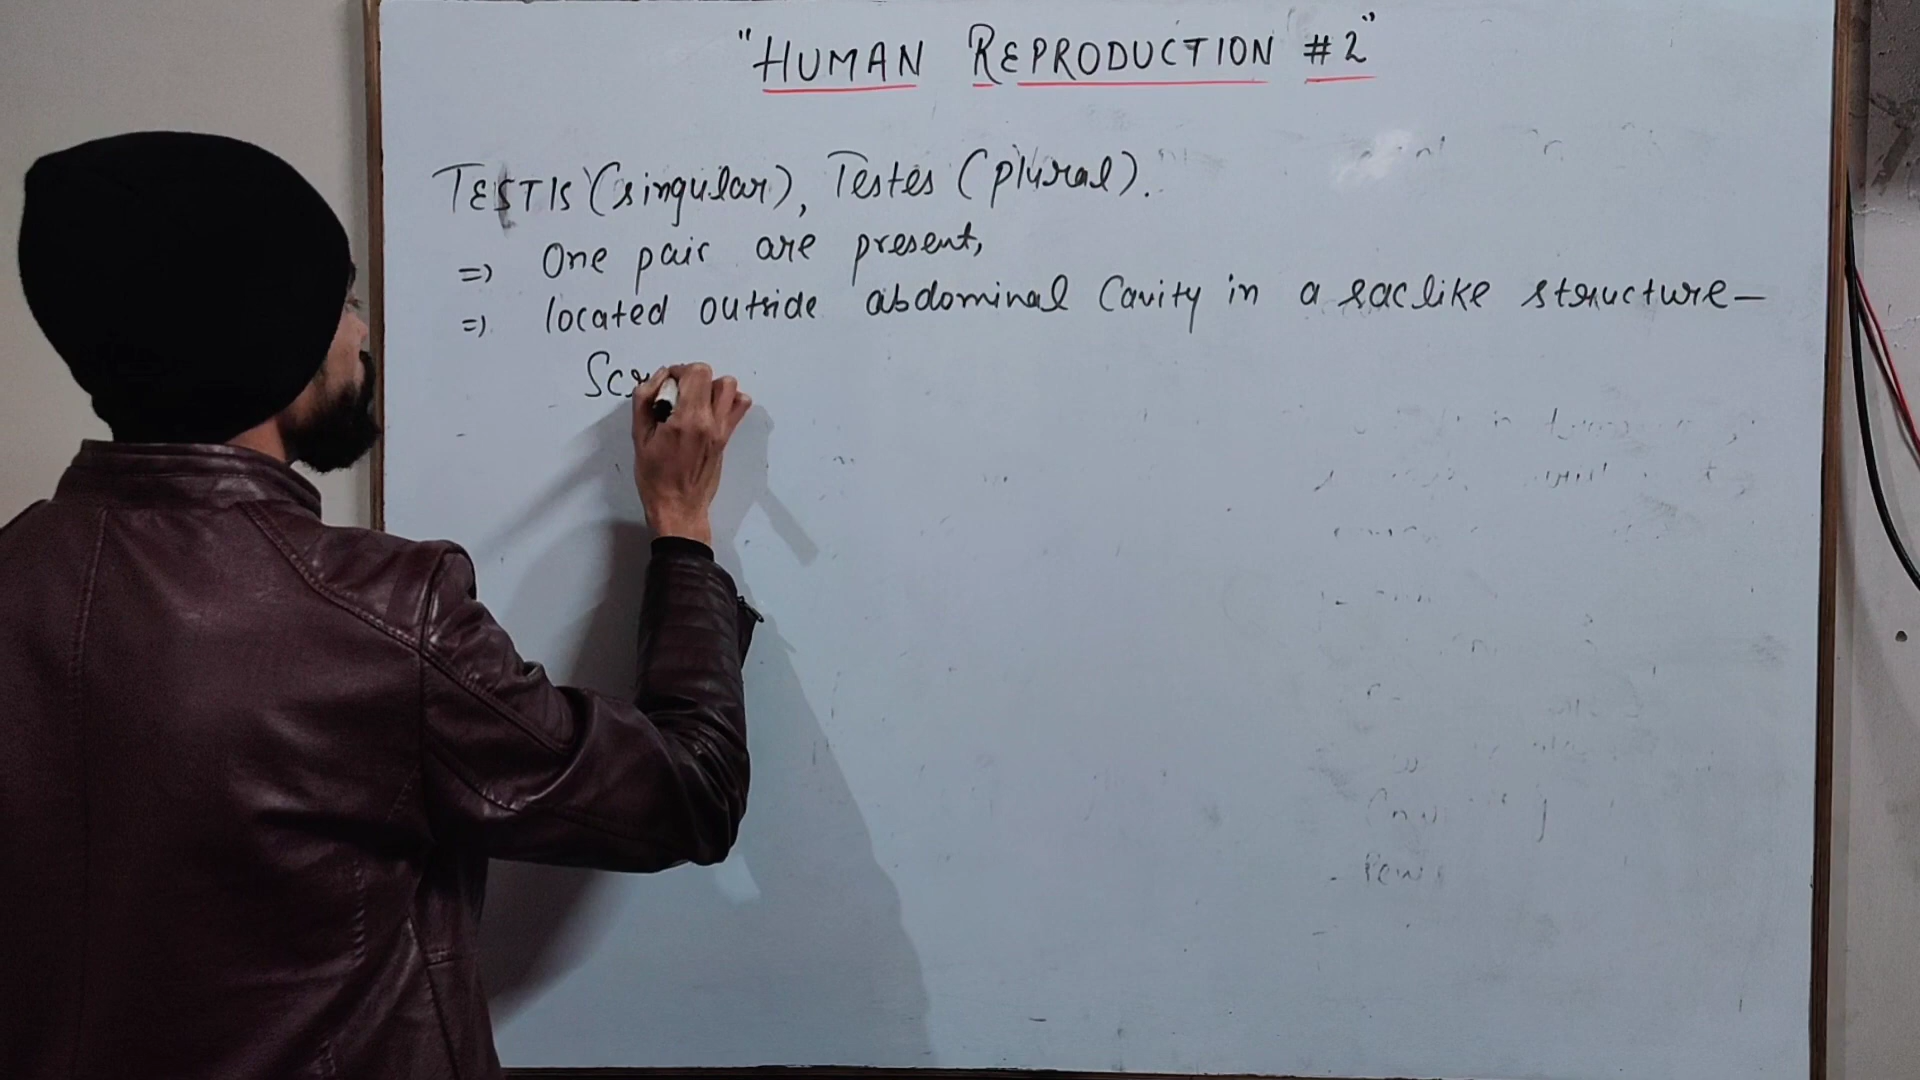 "HUMAN REPRODUCTION #2"
TESTIS (singular), Testes (plural).
=> One pair are present,
=> located outside abdominal Cavity in a saclike structure-
Scr